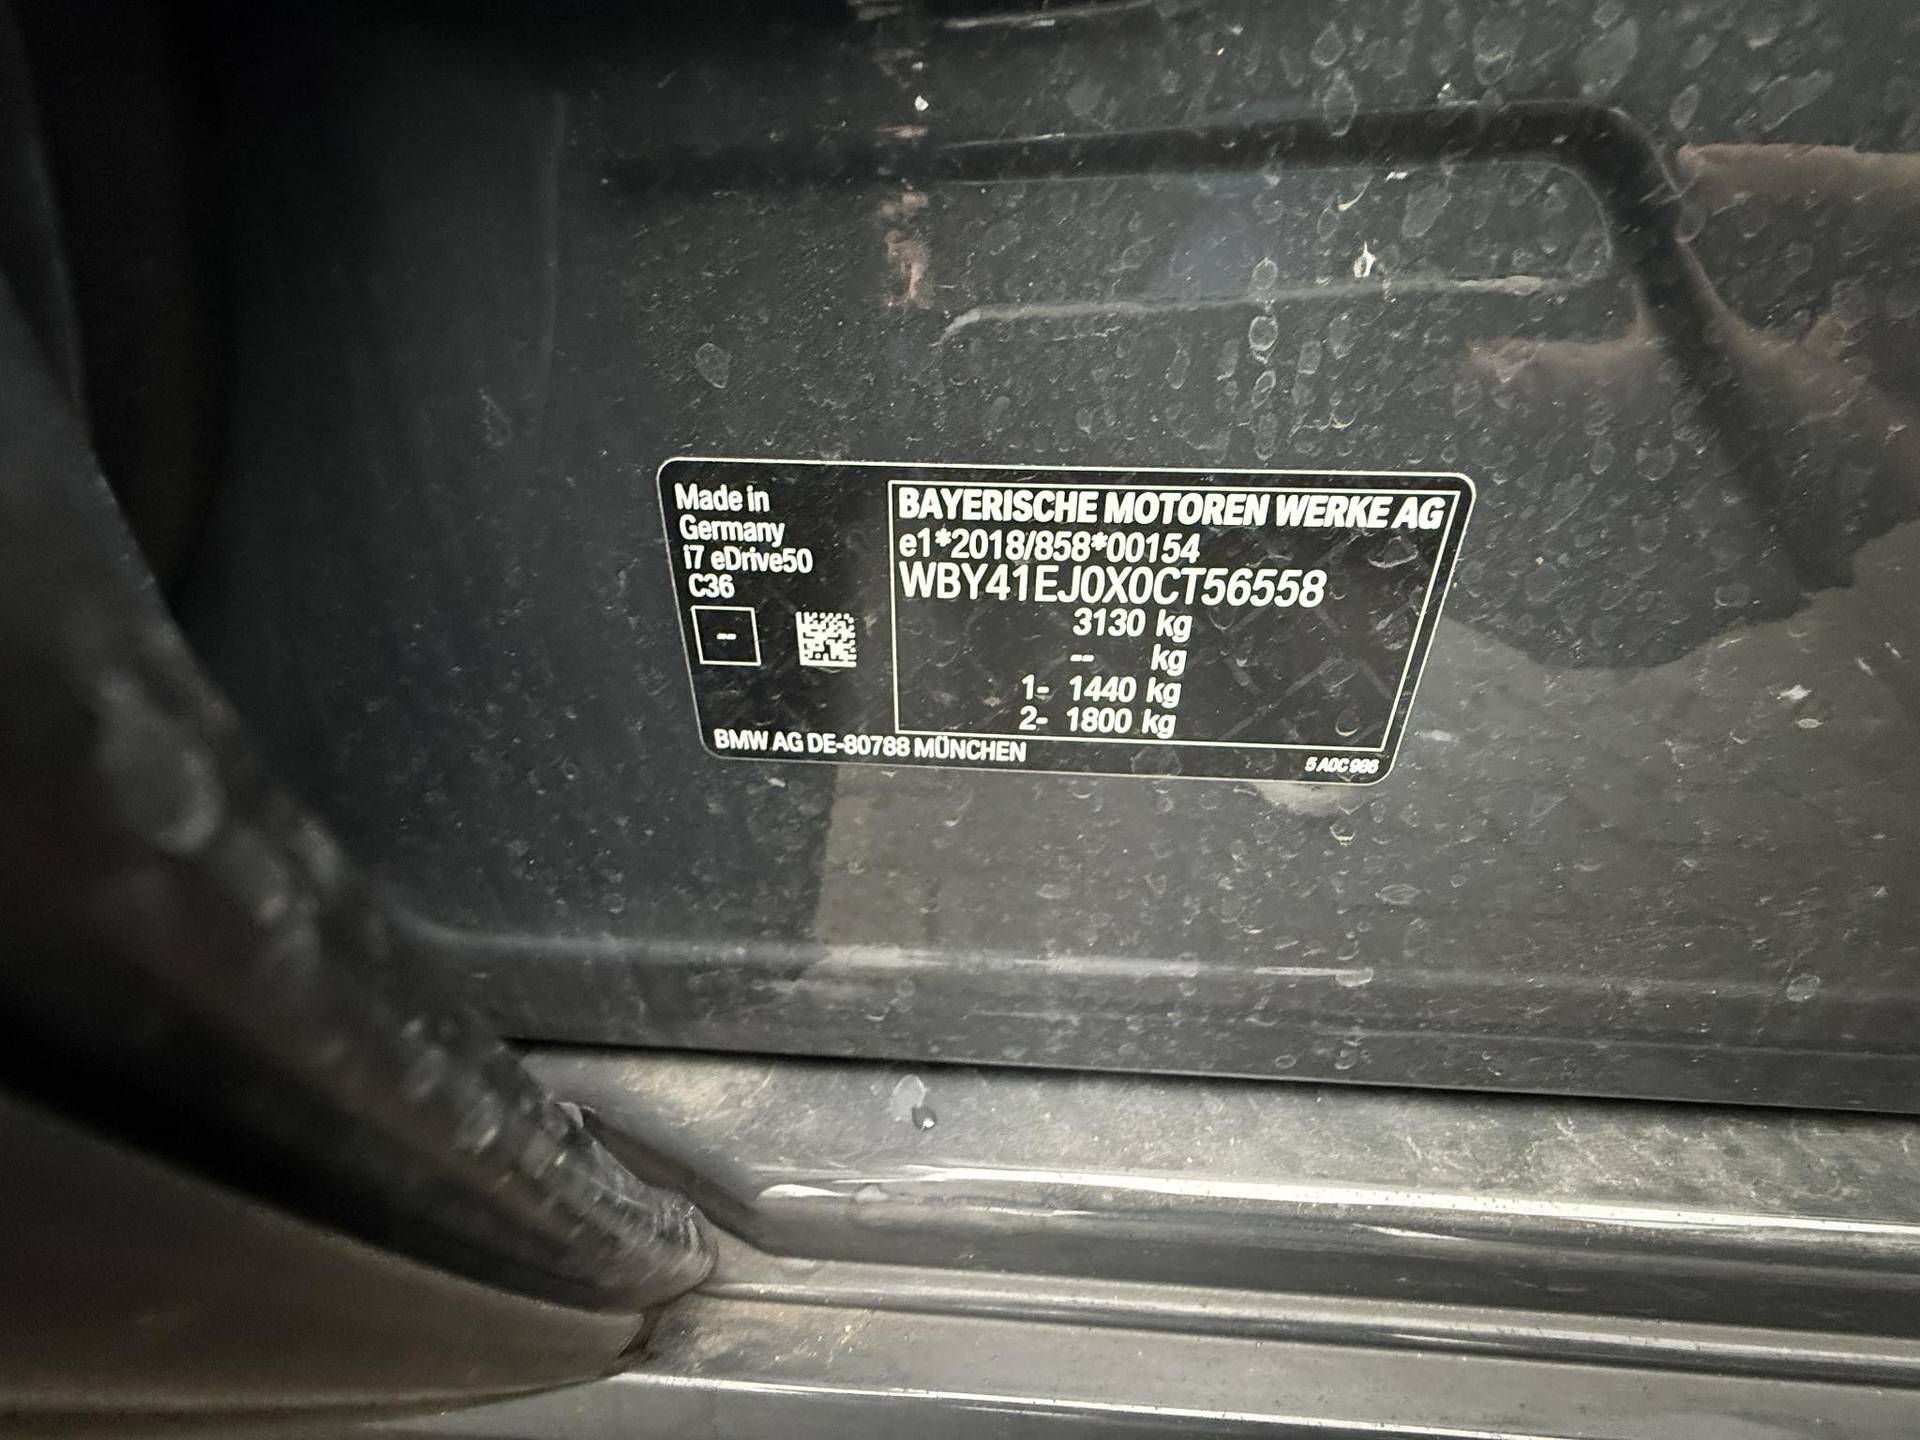 Made in
Germany
i7 eDrive50
C36
--
BAYERISCHE MOTOREN WERKE AG
e1*2018/858*00154
WBY41EJ0X0CT56558
3130 kg
-- kg
1- 1440 kg
2- 1800 kg
BMW AG DE-80788 MÜNCHEN
5 A0C 986